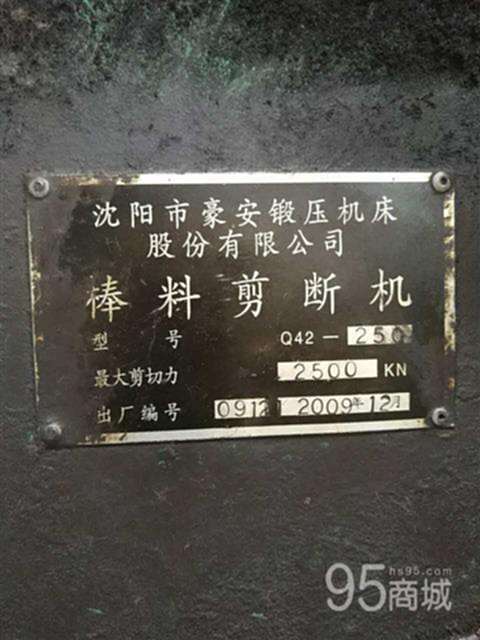 沈阳市豪安锻压机床
股份有限公司
棒料剪断机
型 号 Q42-250
最大剪切力 2500 KN
出厂编号 09121 2009年12月
hs95.com
95商城